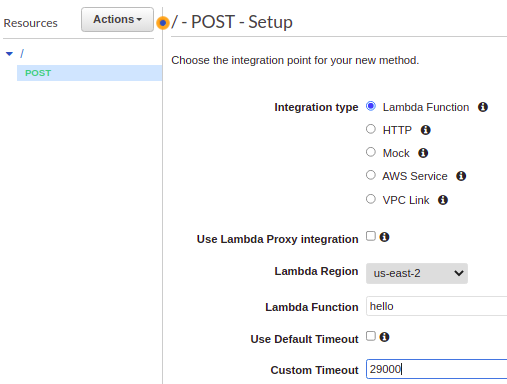 Resources
Actions
/ - POST - Setup
/
POST
Choose the integration point for your new method.
Integration type
Lambda Function
HTTP
Mock
AWS Service
VPC Link
Use Lambda Proxy integration
Lambda Region us-east-2
Lambda Function hello
Use Default Timeout
Custom Timeout 29000